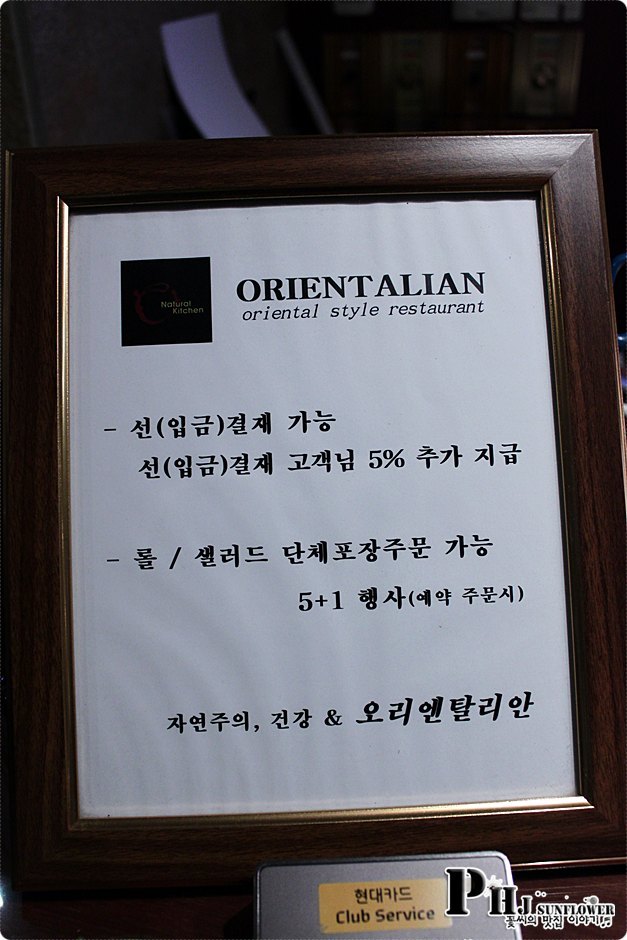 Natural
Kitchen
ORIENTALIAN
oriental style restaurant
- 선(입금)결재 가능
선(입금)결재 고객님 5% 추가 지급
- 롤 / 샐러드 단체포장주문 가능
5+1 행사(예약 주문시)
자연주의, 건강 & 오리엔탈리안
현대카드
Club Service
PHJ SUNFLOWER
꽃씨의 맛집 이야기